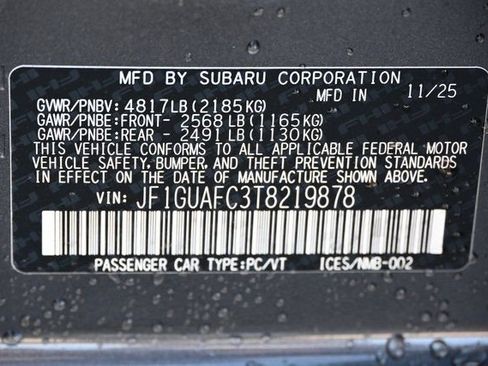 MFD BY SUBARU CORPORATION
MFD IN 11/25
GVWR/PNBV: 4817LB (2185KG)
GAWR/PNBE:FRONT- 2568 LB (1165KG)
GAWR/PNBE:REAR - 2491 LB (1130KG)
THIS VEHICLE CONFORMS TO ALL APPLICABLE FEDERAL MOTOR
VEHICLE SAFETY, BUMPER, AND THEFT PREVENTION STANDARDS
IN EFFECT ON THE DATE OF MANUFACTURE SHOWN ABOVE.
VIN: JF1GUAFC3T8219878
PASSENGER CAR TYPE:PC/VT ICES/NMB-002